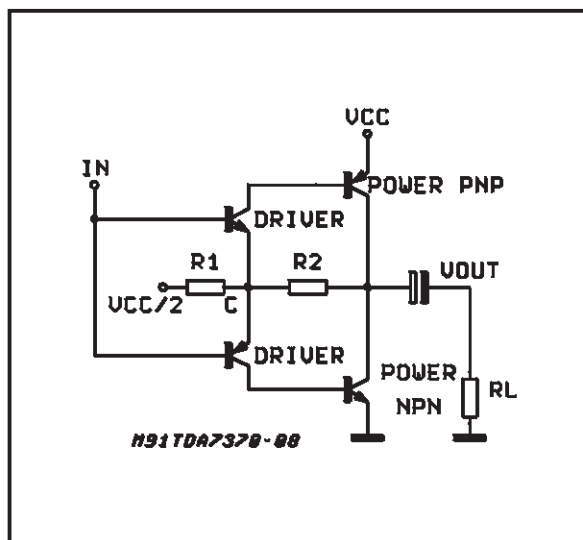 VCC
IN
POWER PNP
DRIVER
R1
R2
VOUT
VCC/2
C
DRIVER
POWER
NPN
RL
M91TDA7370-08